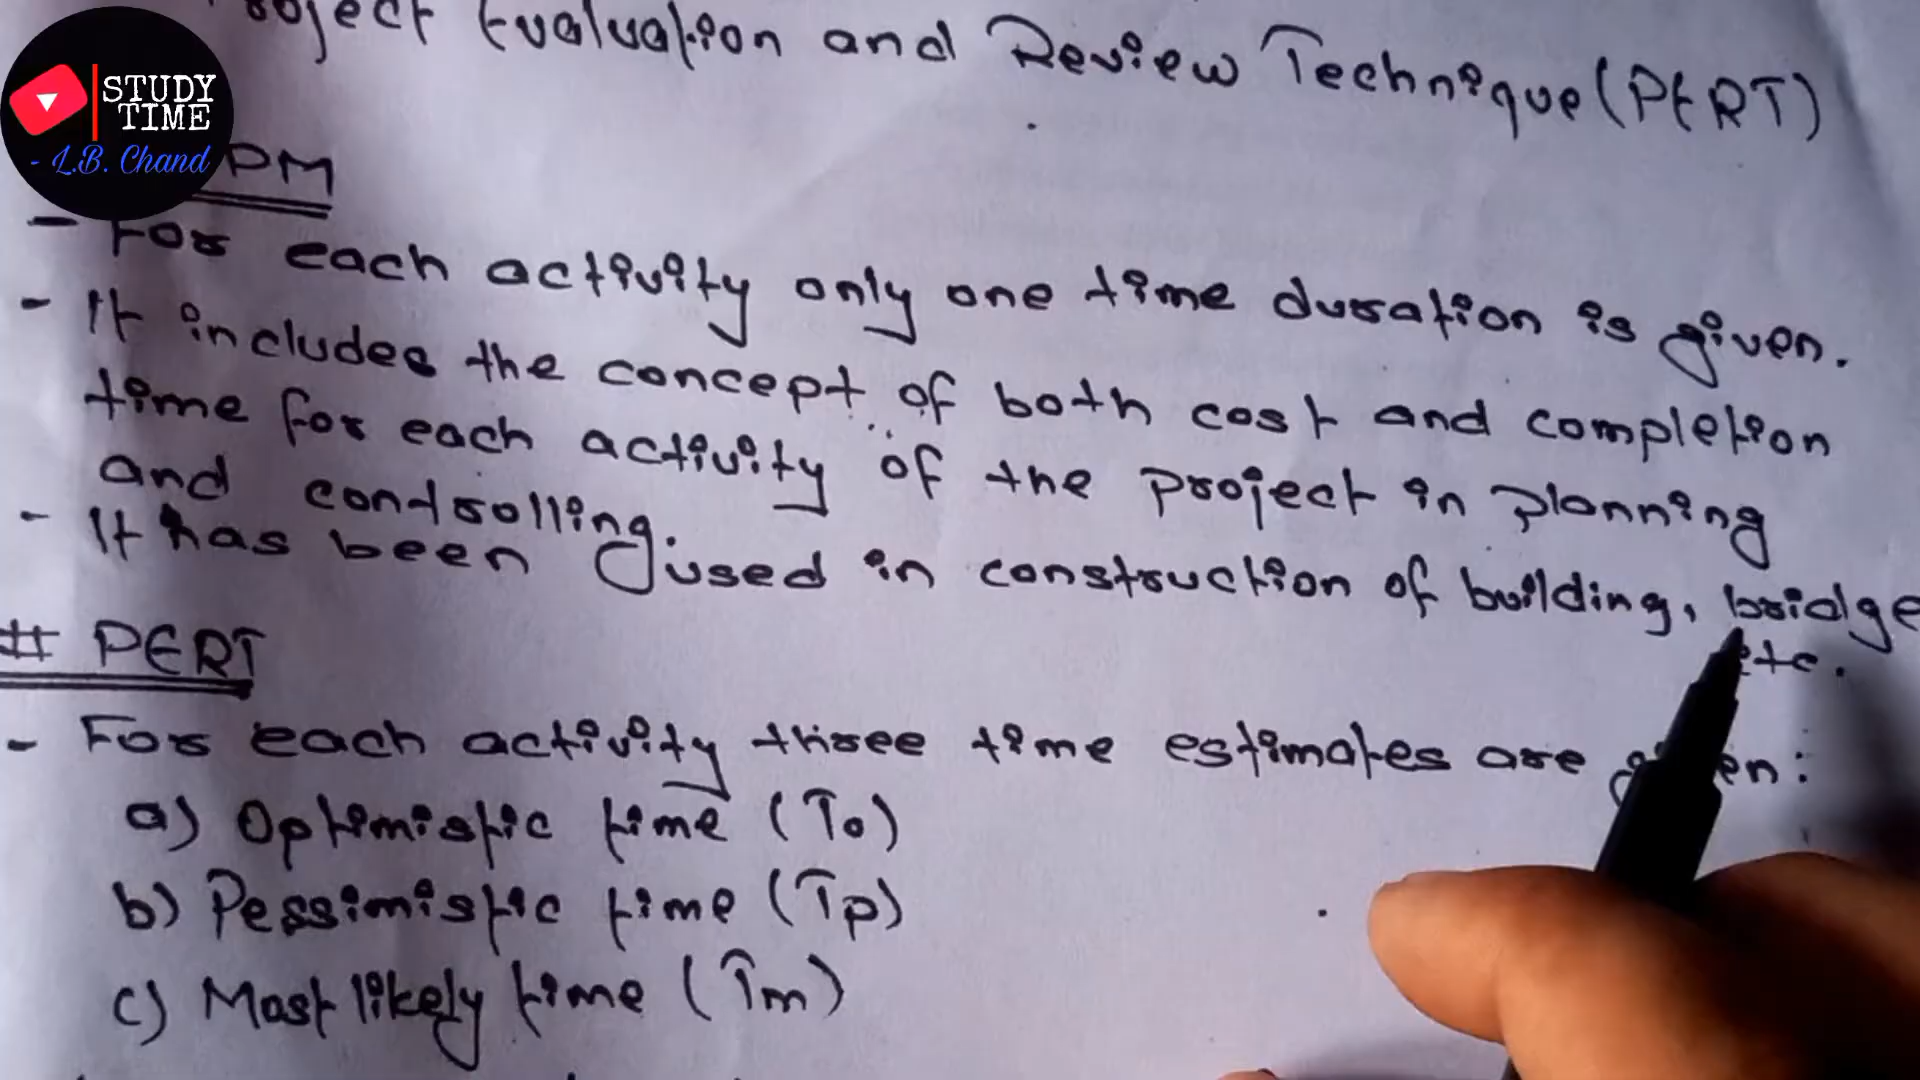 Project Evaluation and Review Technique (PERT)
STUDY
TIME
- L.B. Chand
PM
- For each activity only one time duration is given.
- It includes the concept of both cost and completion
time for each activity of the project in planning
and controlling.
- It has been used in construction of building, bridge
etc.
# PERT
- For each activity three time estimates are given:
a) Optimistic time (To)
b) Pessimistic time (Tp)
c) Most likely time (Tm)